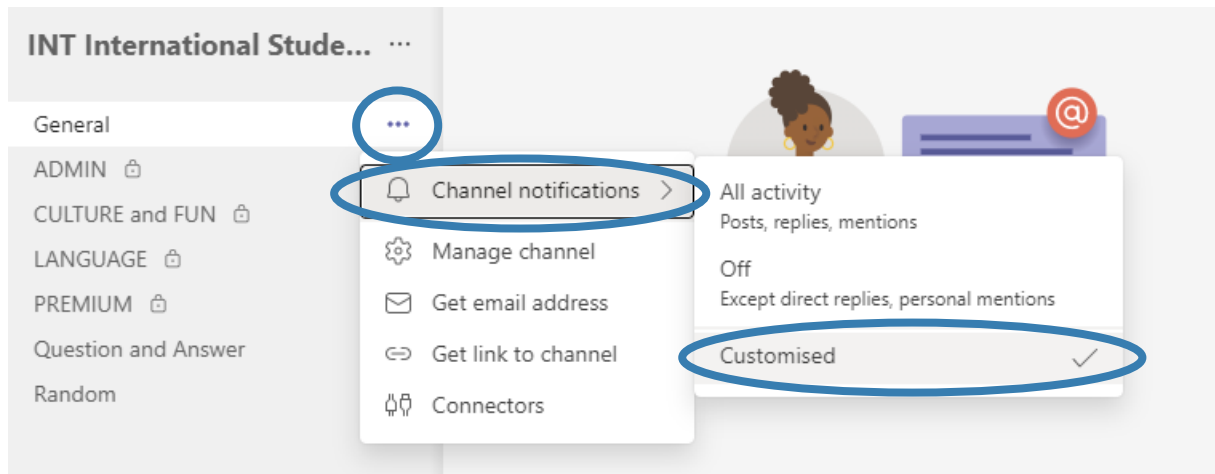 INT International Stude... ...
General ...
ADMIN
CULTURE and FUN
LANGUAGE
PREMIUM
Question and Answer
Random
Channel notifications
Manage channel
Get email address
Get link to channel
Connectors
All activity
Posts, replies, mentions
Off
Except direct replies, personal mentions
Customised
@